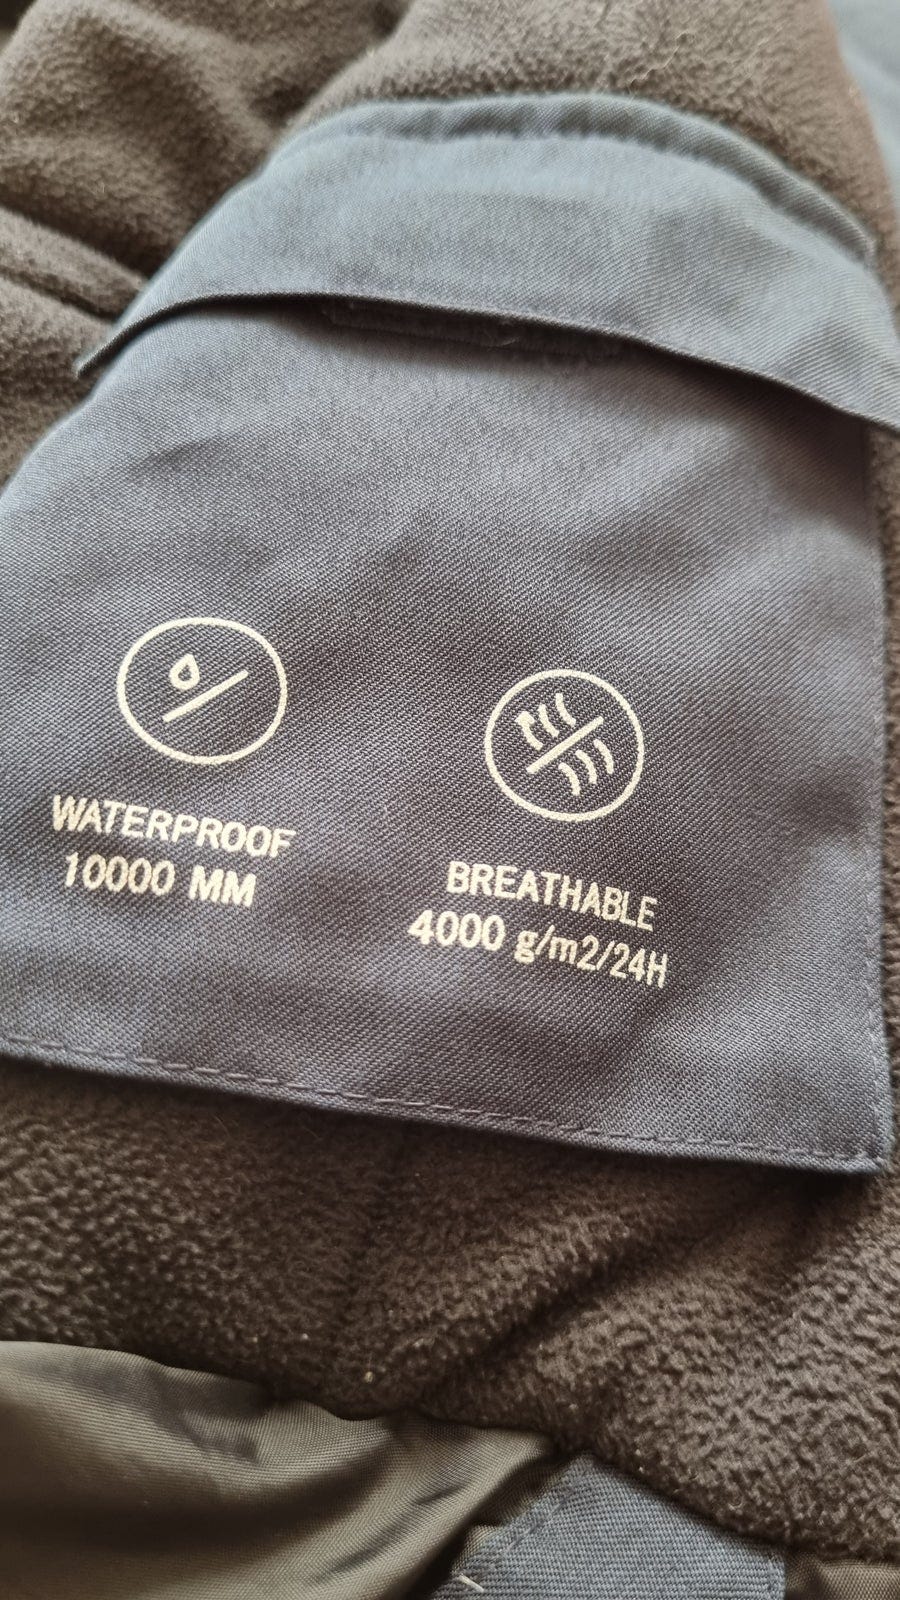 WATERPROOF
10000 MM
BREATHABLE
4000 g/m2/24H